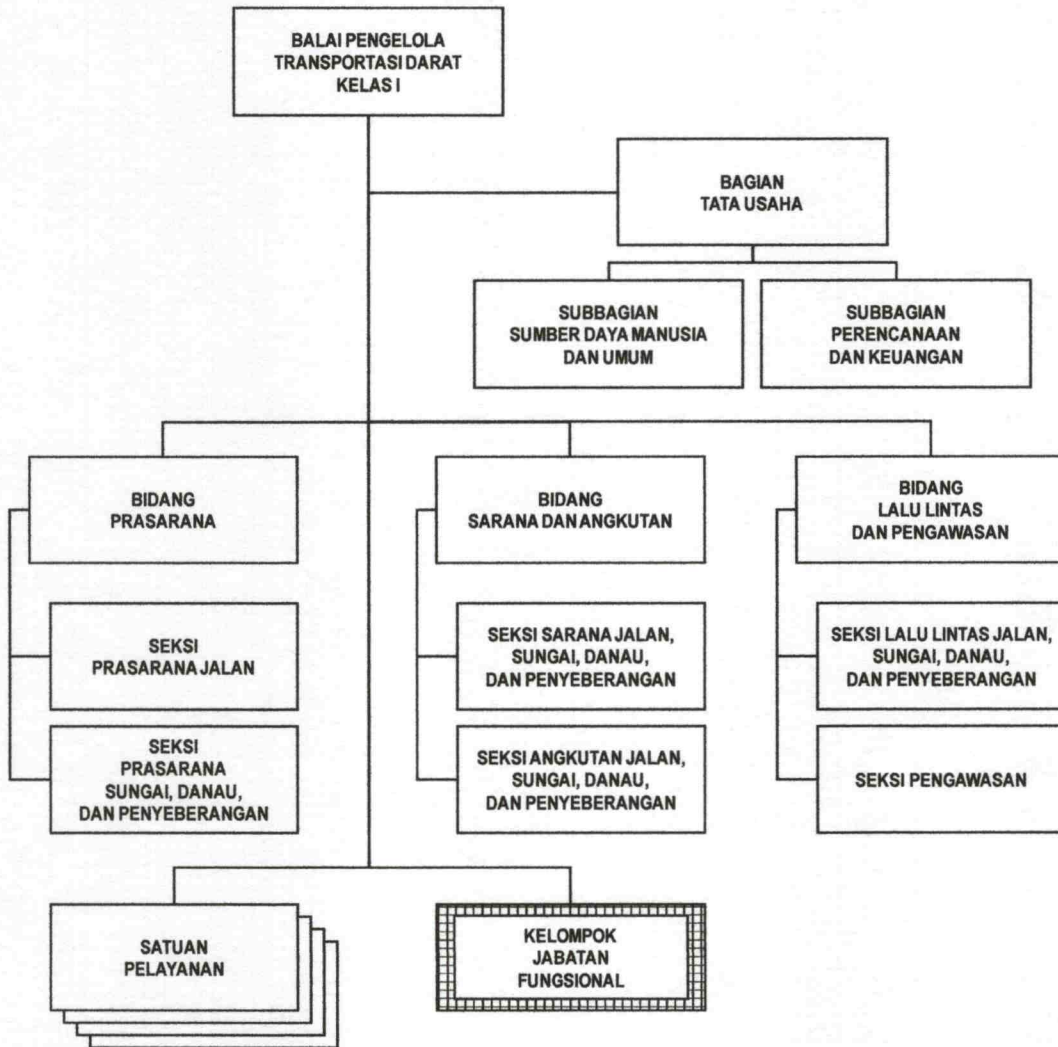 BALAI PENGELOLA
TRANSPORTASI DARAT
KELAS I
BAGIAN
TATA USAHA
SUBBAGIAN
SUMBER DAYA MANUSIA
DAN UMUM
SUBBAGIAN
PERENCANAAN
DAN KEUANGAN
BIDANG
PRASARANA
BIDANG
SARANA DAN ANGKUTAN
BIDANG
LALU LINTAS
DAN PENGAWASAN
SEKSI
PRASARANA JALAN
SEKSI SARANA JALAN,
SUNGAI, DANAU,
DAN PENYEBERANGAN
SEKSI LALU LINTAS JALAN,
SUNGAI, DANAU,
DAN PENYEBERANGAN
SEKSI
PRASARANA
SUNGAI, DANAU,
DAN PENYEBERANGAN
SEKSI ANGKUTAN JALAN,
SUNGAI, DANAU,
DAN PENYEBERANGAN
SEKSI PENGAWASAN
SATUAN
PELAYANAN
KELOMPOK
JABATAN
FUNGSIONAL